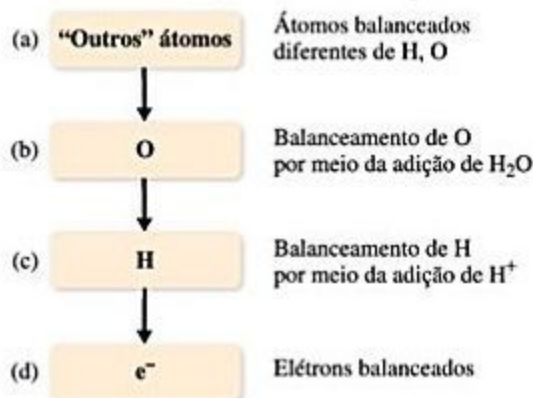 (a) “Outros” átomos Átomos balanceados
diferentes de H, O
(b) O Balanceamento de O
por meio da adição de H₂O
(c) H Balanceamento de H
por meio da adição de H⁺
(d) e⁻ Elétrons balanceados